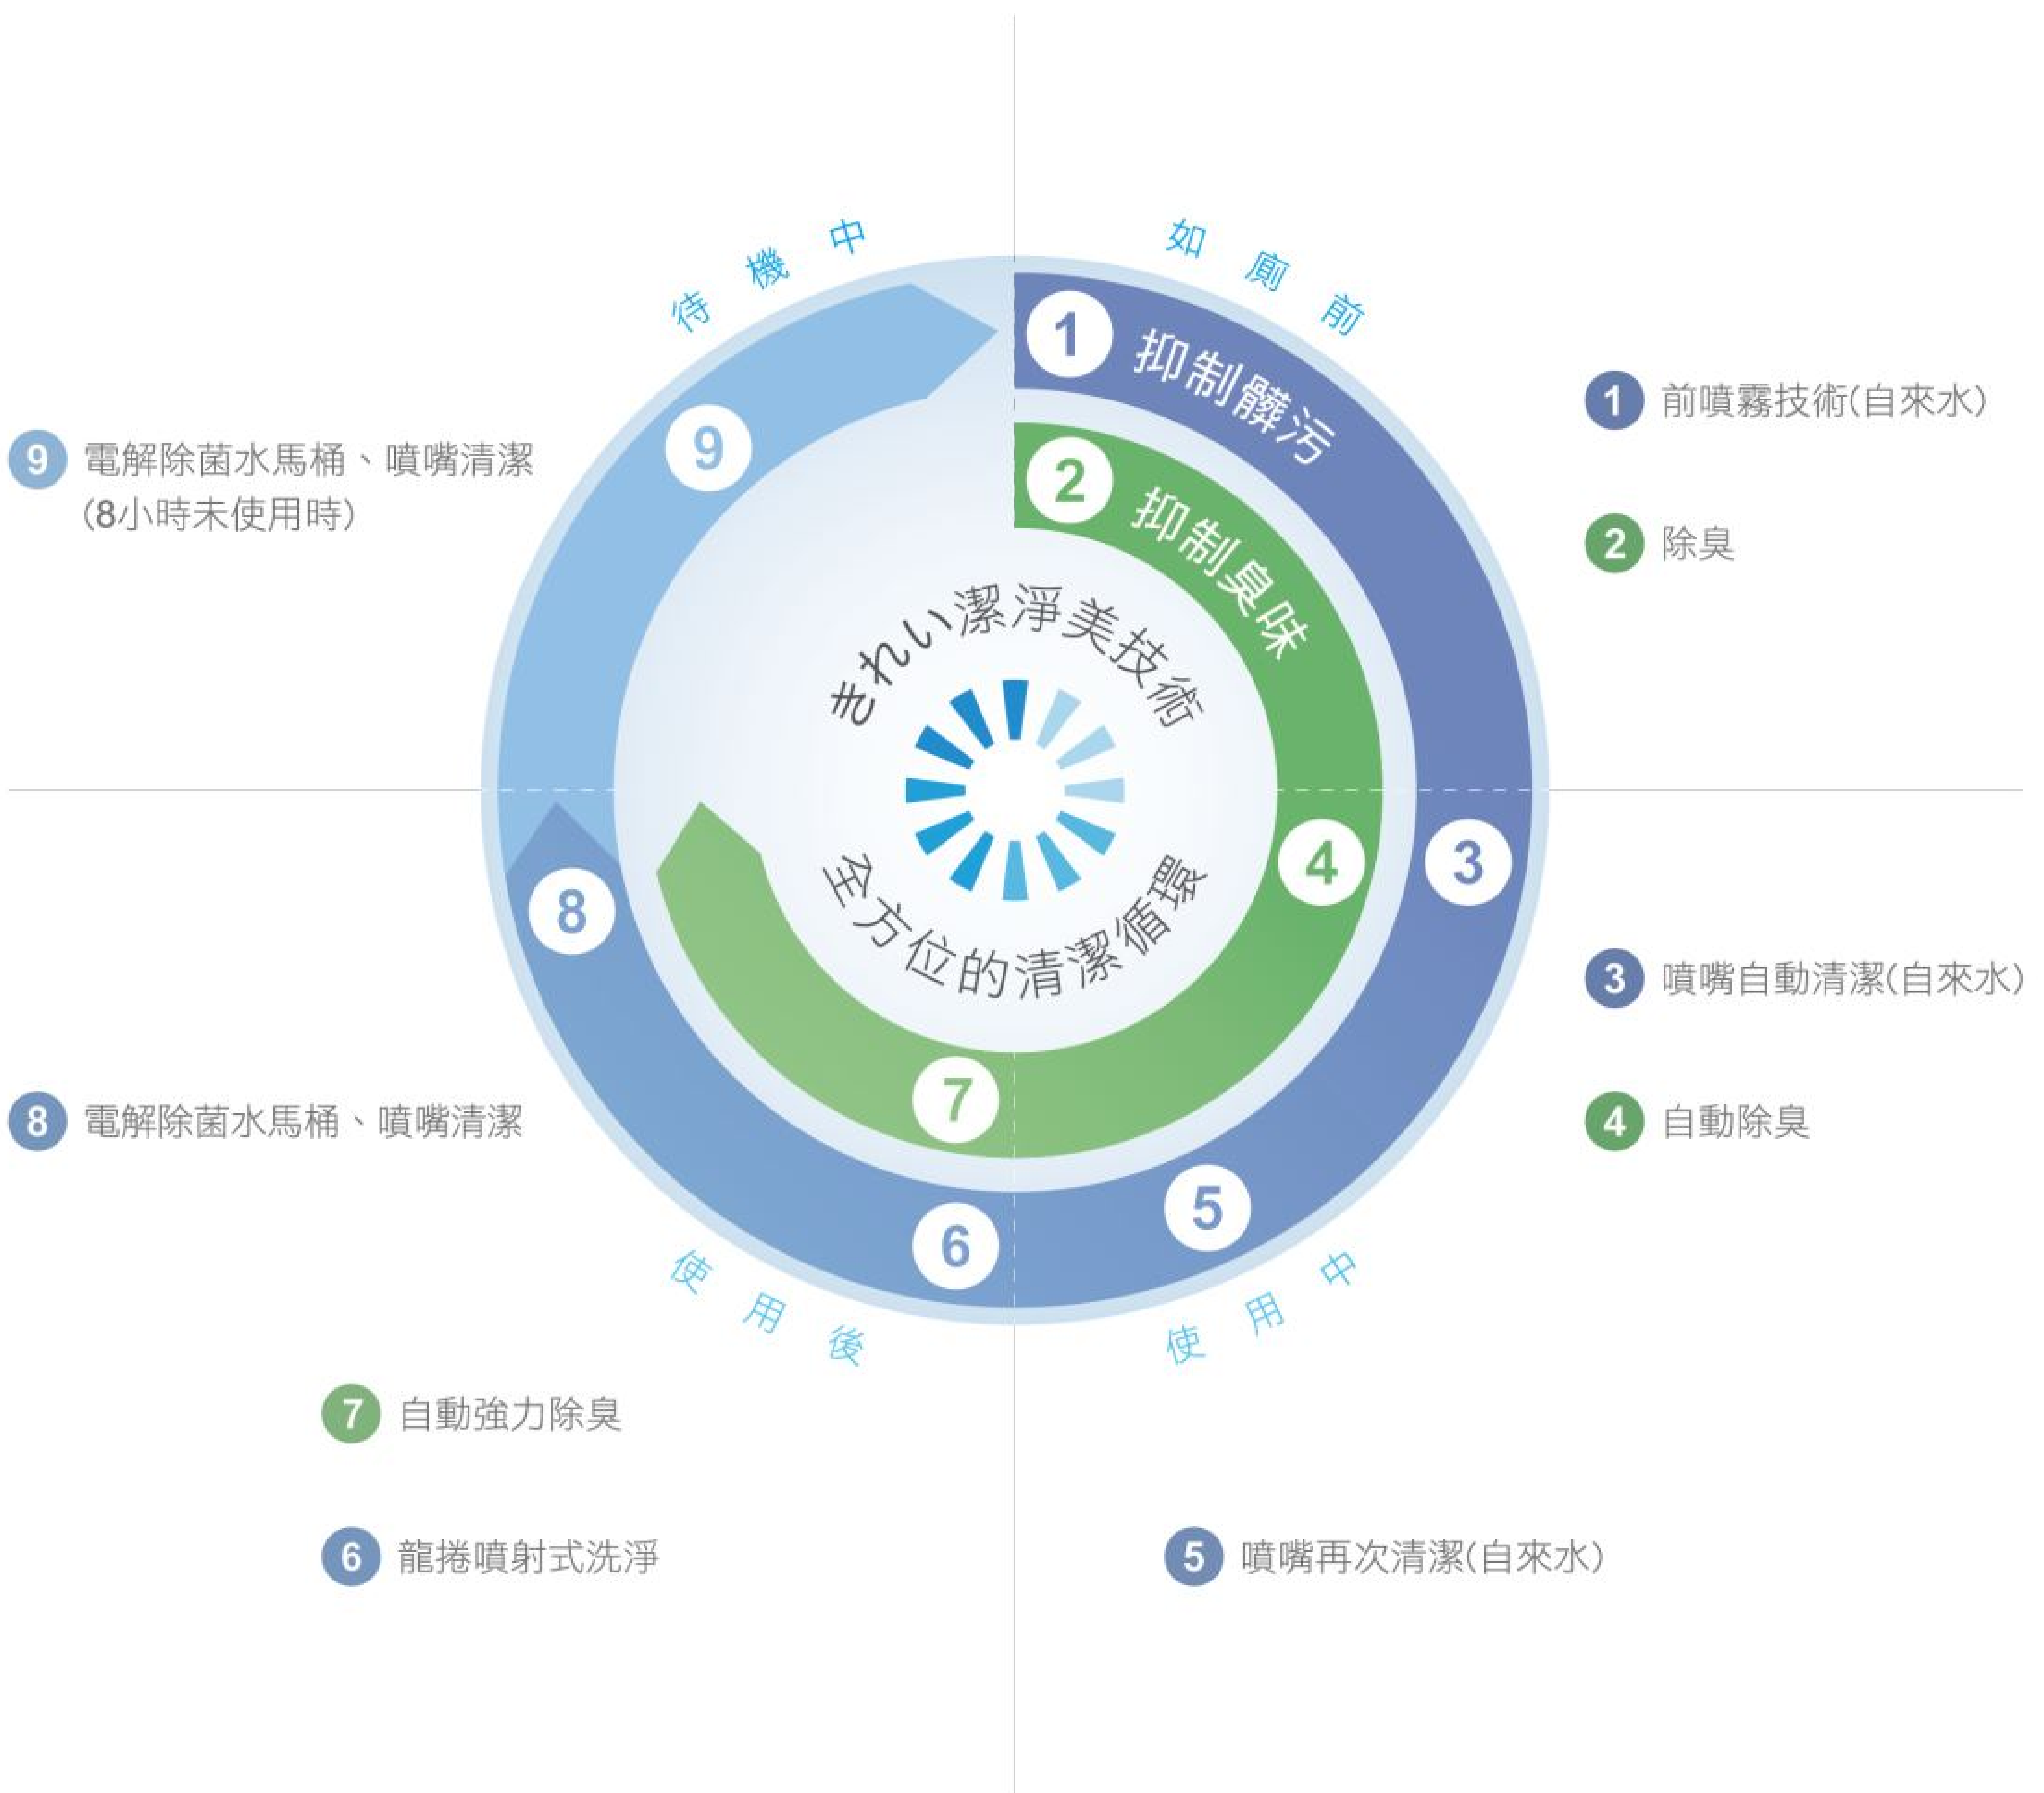 待機中
如廁前
1 抑制髒污
2 抑制臭味
9
きれい潔淨美技術
全方位的清潔循環
4
3
8
7
5
6
使用後
使用中
1 前噴霧技術(自來水)
2 除臭
3 噴嘴自動清潔(自來水)
4 自動除臭
5 噴嘴再次清潔(自來水)
6 龍捲噴射式洗淨
7 自動強力除臭
8 電解除菌水馬桶、噴嘴清潔
9 電解除菌水馬桶、噴嘴清潔
(8小時未使用時)